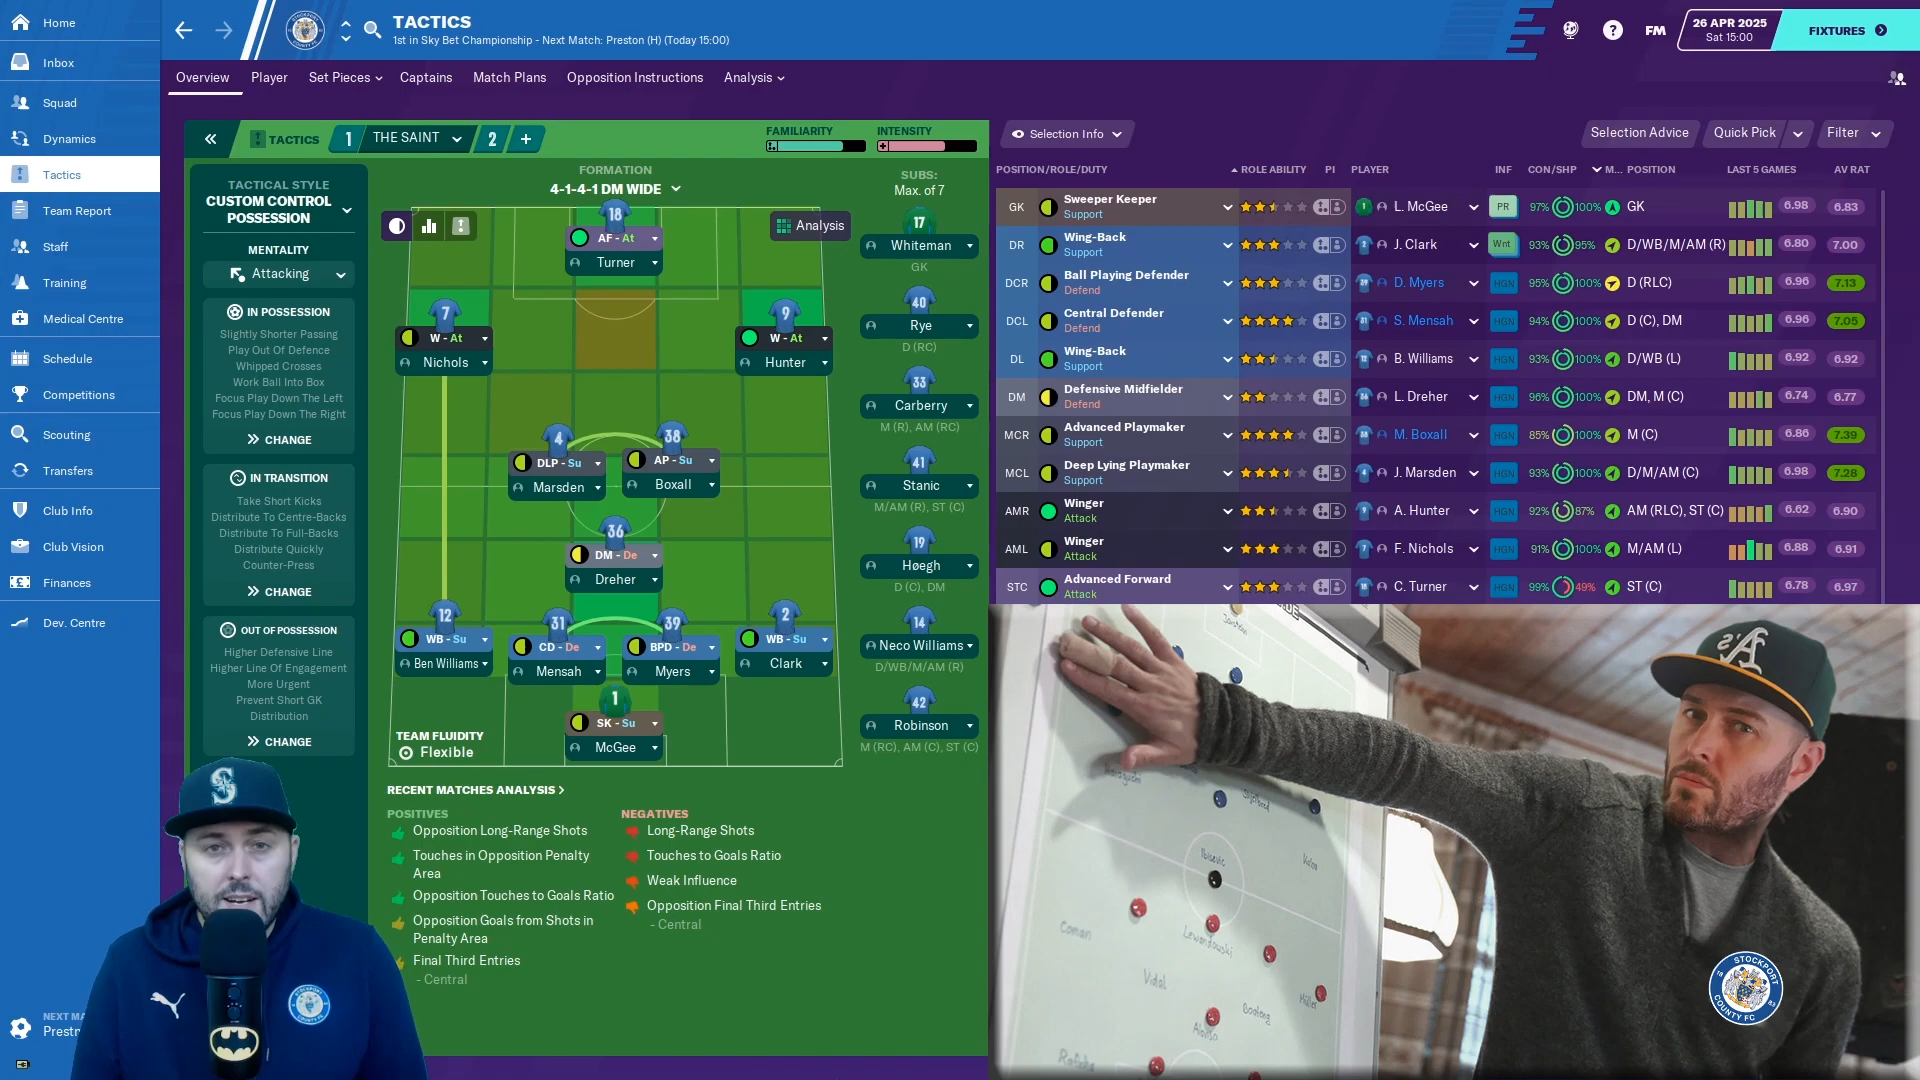 Home
Inbox
Squad
Dynamics
Tactics
Team Report
Staff
Training
Medical Centre
Schedule
Competitions
Scouting
Transfers
Club Info
Club Vision
Finances
Dev. Centre
TACTICS
1st in Sky Bet Championship - Next Match: Preston (H) (Today 15:00)
FM
26 APR 2025
Sat 15:00
FIXTURES
Overview
Player
Set Pieces
Captains
Match Plans
Opposition Instructions
Analysis
TACTICS
1
THE SAINT
2
FAMILIARITY
INTENSITY
TACTICAL STYLE
CUSTOM CONTROL
POSSESSION
MENTALITY
Attacking
IN POSSESSION
Slightly Shorter Passing
Play Out Of Defence
Whipped Crosses
Work Ball Into Box
Focus Play Down The Left
Focus Play Down The Right
CHANGE
IN TRANSITION
Take Short Kicks
Distribute To Centre-Backs
Distribute To Full-Backs
Distribute Quickly
Counter-Press
CHANGE
OUT OF POSSESSION
Higher Defensive Line
Higher Line Of Engagement
More Urgent
Prevent Short GK
Distribution
CHANGE
FORMATION
4-1-4-1 DM WIDE
Analysis
18
AF - At
Turner
7
W - At
Nichols
9
W - At
Hunter
4
DLP - Su
Marsden
38
AP - Su
Boxall
36
DM - De
Dreher
12
WB - Su
Ben Williams
31
CD - De
Mensah
39
BPD - De
Myers
2
WB - Su
Clark
1
SK - Su
McGee
TEAM FLUIDITY
Flexible
SUBS:
Max. of 7
17
Whiteman
GK
40
Rye
D (RC)
33
Carberry
M (R), AM (RC)
41
Stanic
M/AM (R), ST (C)
19
Høegh
D (C), DM
14
Neco Williams
D/WB/M/AM (R)
42
Robinson
M (RC), AM (C), ST (C)
RECENT MATCHES ANALYSIS
POSITIVES
Opposition Long-Range Shots
Touches in Opposition Penalty
Area
Opposition Touches to Goals Ratio
Opposition Goals from Shots in
Penalty Area
Final Third Entries
- Central
NEGATIVES
Long-Range Shots
Touches to Goals Ratio
Weak Influence
Opposition Final Third Entries
- Central
Selection Info
Selection Advice
Quick Pick
Filter
POSITION/ROLE/DUTY ROLE ABILITY PI PLAYER INF CON/SHP M... POSITION LAST 5 GAMES AV RAT
GK Sweeper Keeper Support L. McGee PR 97% 100% GK 6.98 6.83
DR Wing-Back Support J. Clark Wnt 93% 95% D/WB/M/AM (R) 6.80 7.00
DCR Ball Playing Defender Defend D. Myers HGN 95% 100% D (RLC) 6.96 7.13
DCL Central Defender Defend S. Mensah HGN 94% 100% D (C), DM 6.96 7.05
DL Wing-Back Support B. Williams HGN 93% 100% D/WB (L) 6.92 6.92
DM Defensive Midfielder Defend L. Dreher HGN 96% 100% DM, M (C) 6.74 6.77
MCR Advanced Playmaker Support M. Boxall HGN 85% 100% M (C) 6.86 7.39
MCL Deep Lying Playmaker Support J. Marsden HGN 93% 100% D/M/AM (C) 6.98 7.28
AMR Winger Attack A. Hunter HGN 92% 87% AM (RLC), ST (C) 6.62 6.90
AML Winger Attack F. Nichols HGN 91% 100% M/AM (L) 6.88 6.91
STC Advanced Forward Attack C. Turner HGN 99% 49% ST (C) 6.78 6.97
Lewandowski
Coman
Vidal
Boateng
Müller
Alonso
Rafinha
STOCKPORT
COUNTY FC
NEXT MA
Prestn